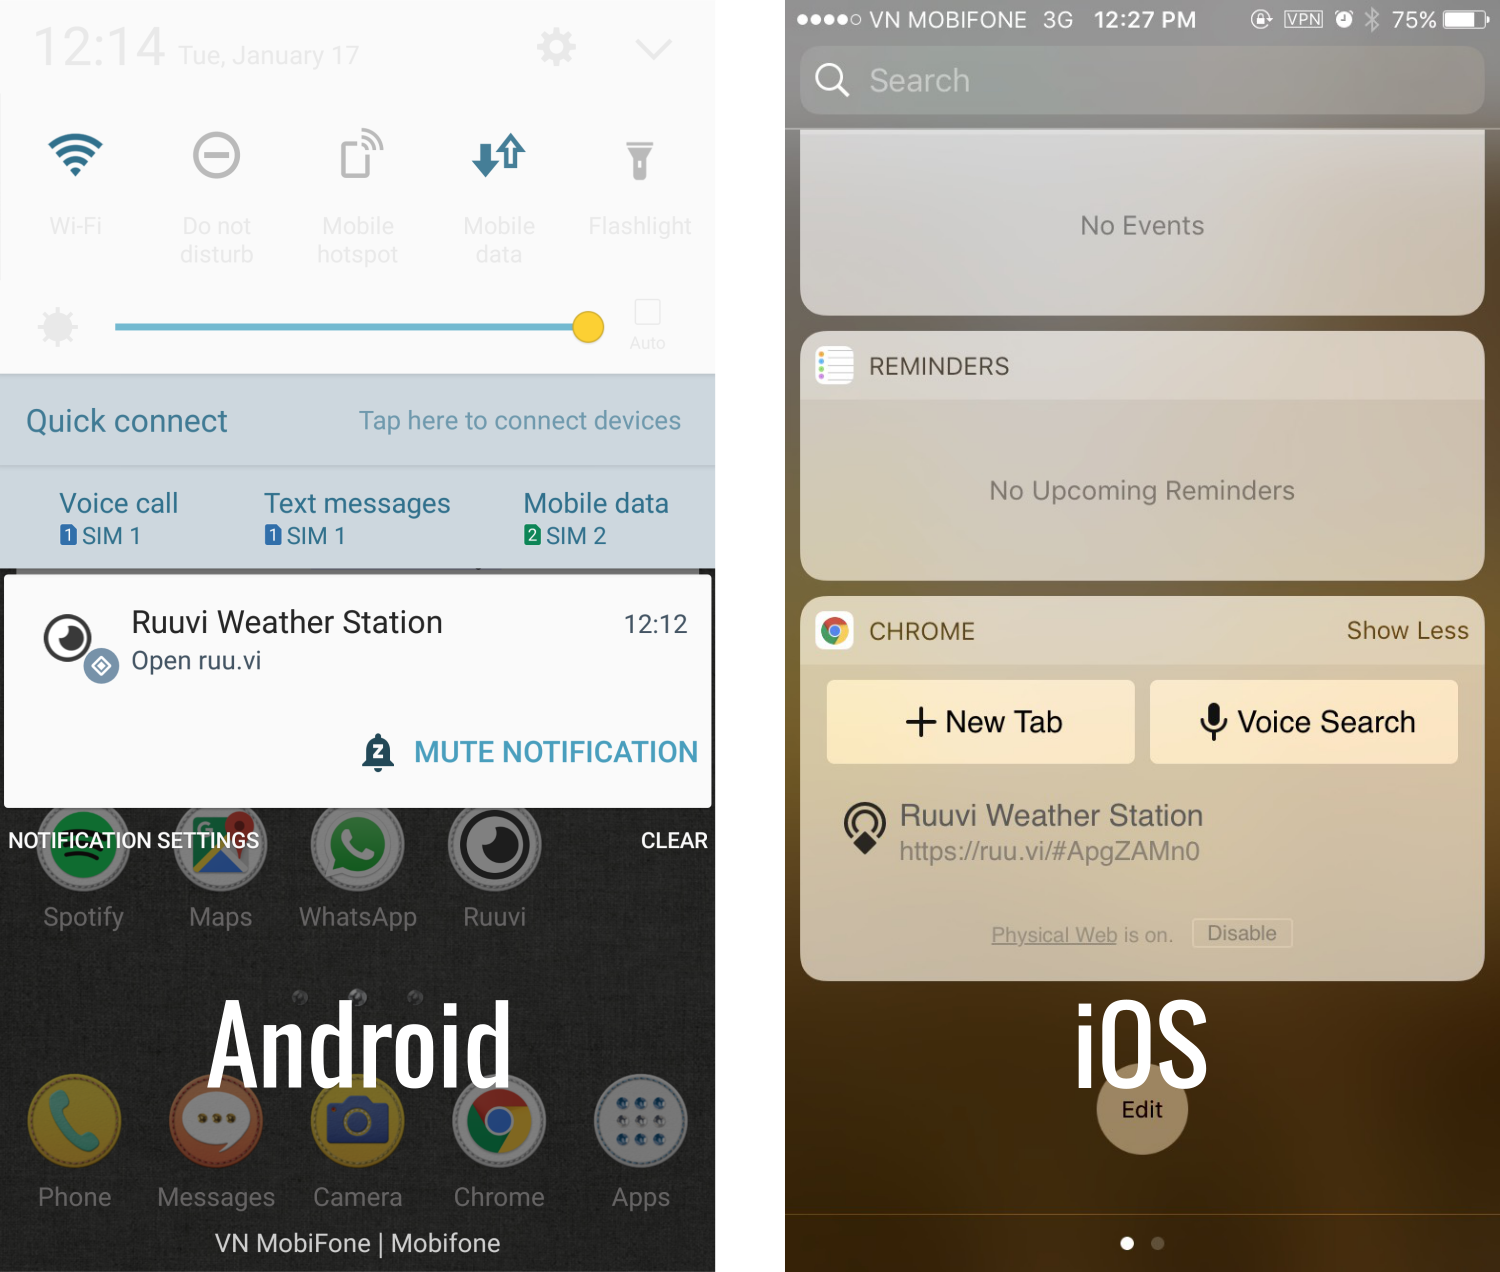 12:14 Tue, January 17
Wi-Fi
Do not
disturb
Mobile
hotspot
Mobile
data
Flashlight
Auto
Quick connect
Tap here to connect devices
Voice call
1 SIM 1
Text messages
1 SIM 1
Mobile data
2 SIM 2
Ruuvi Weather Station
12:12
Open ruu.vi
Z MUTE NOTIFICATION
NOTIFICATION SETTINGS
CLEAR
Spotify
G
Maps
WhatsApp
Ruuvi
Android
Phone
Messages
Camera
Chrome
Apps
VN MobiFone | Mobifone
VN MOBIFONE 3G 12:27 PM VPN 75%
Search
No Events
REMINDERS
No Upcoming Reminders
CHROME
Show Less
New Tab
Voice Search
Ruuvi Weather Station
https://ruu.vi/#ApgZAMn0
Physical Web is on.
Disable
iOS
Edit